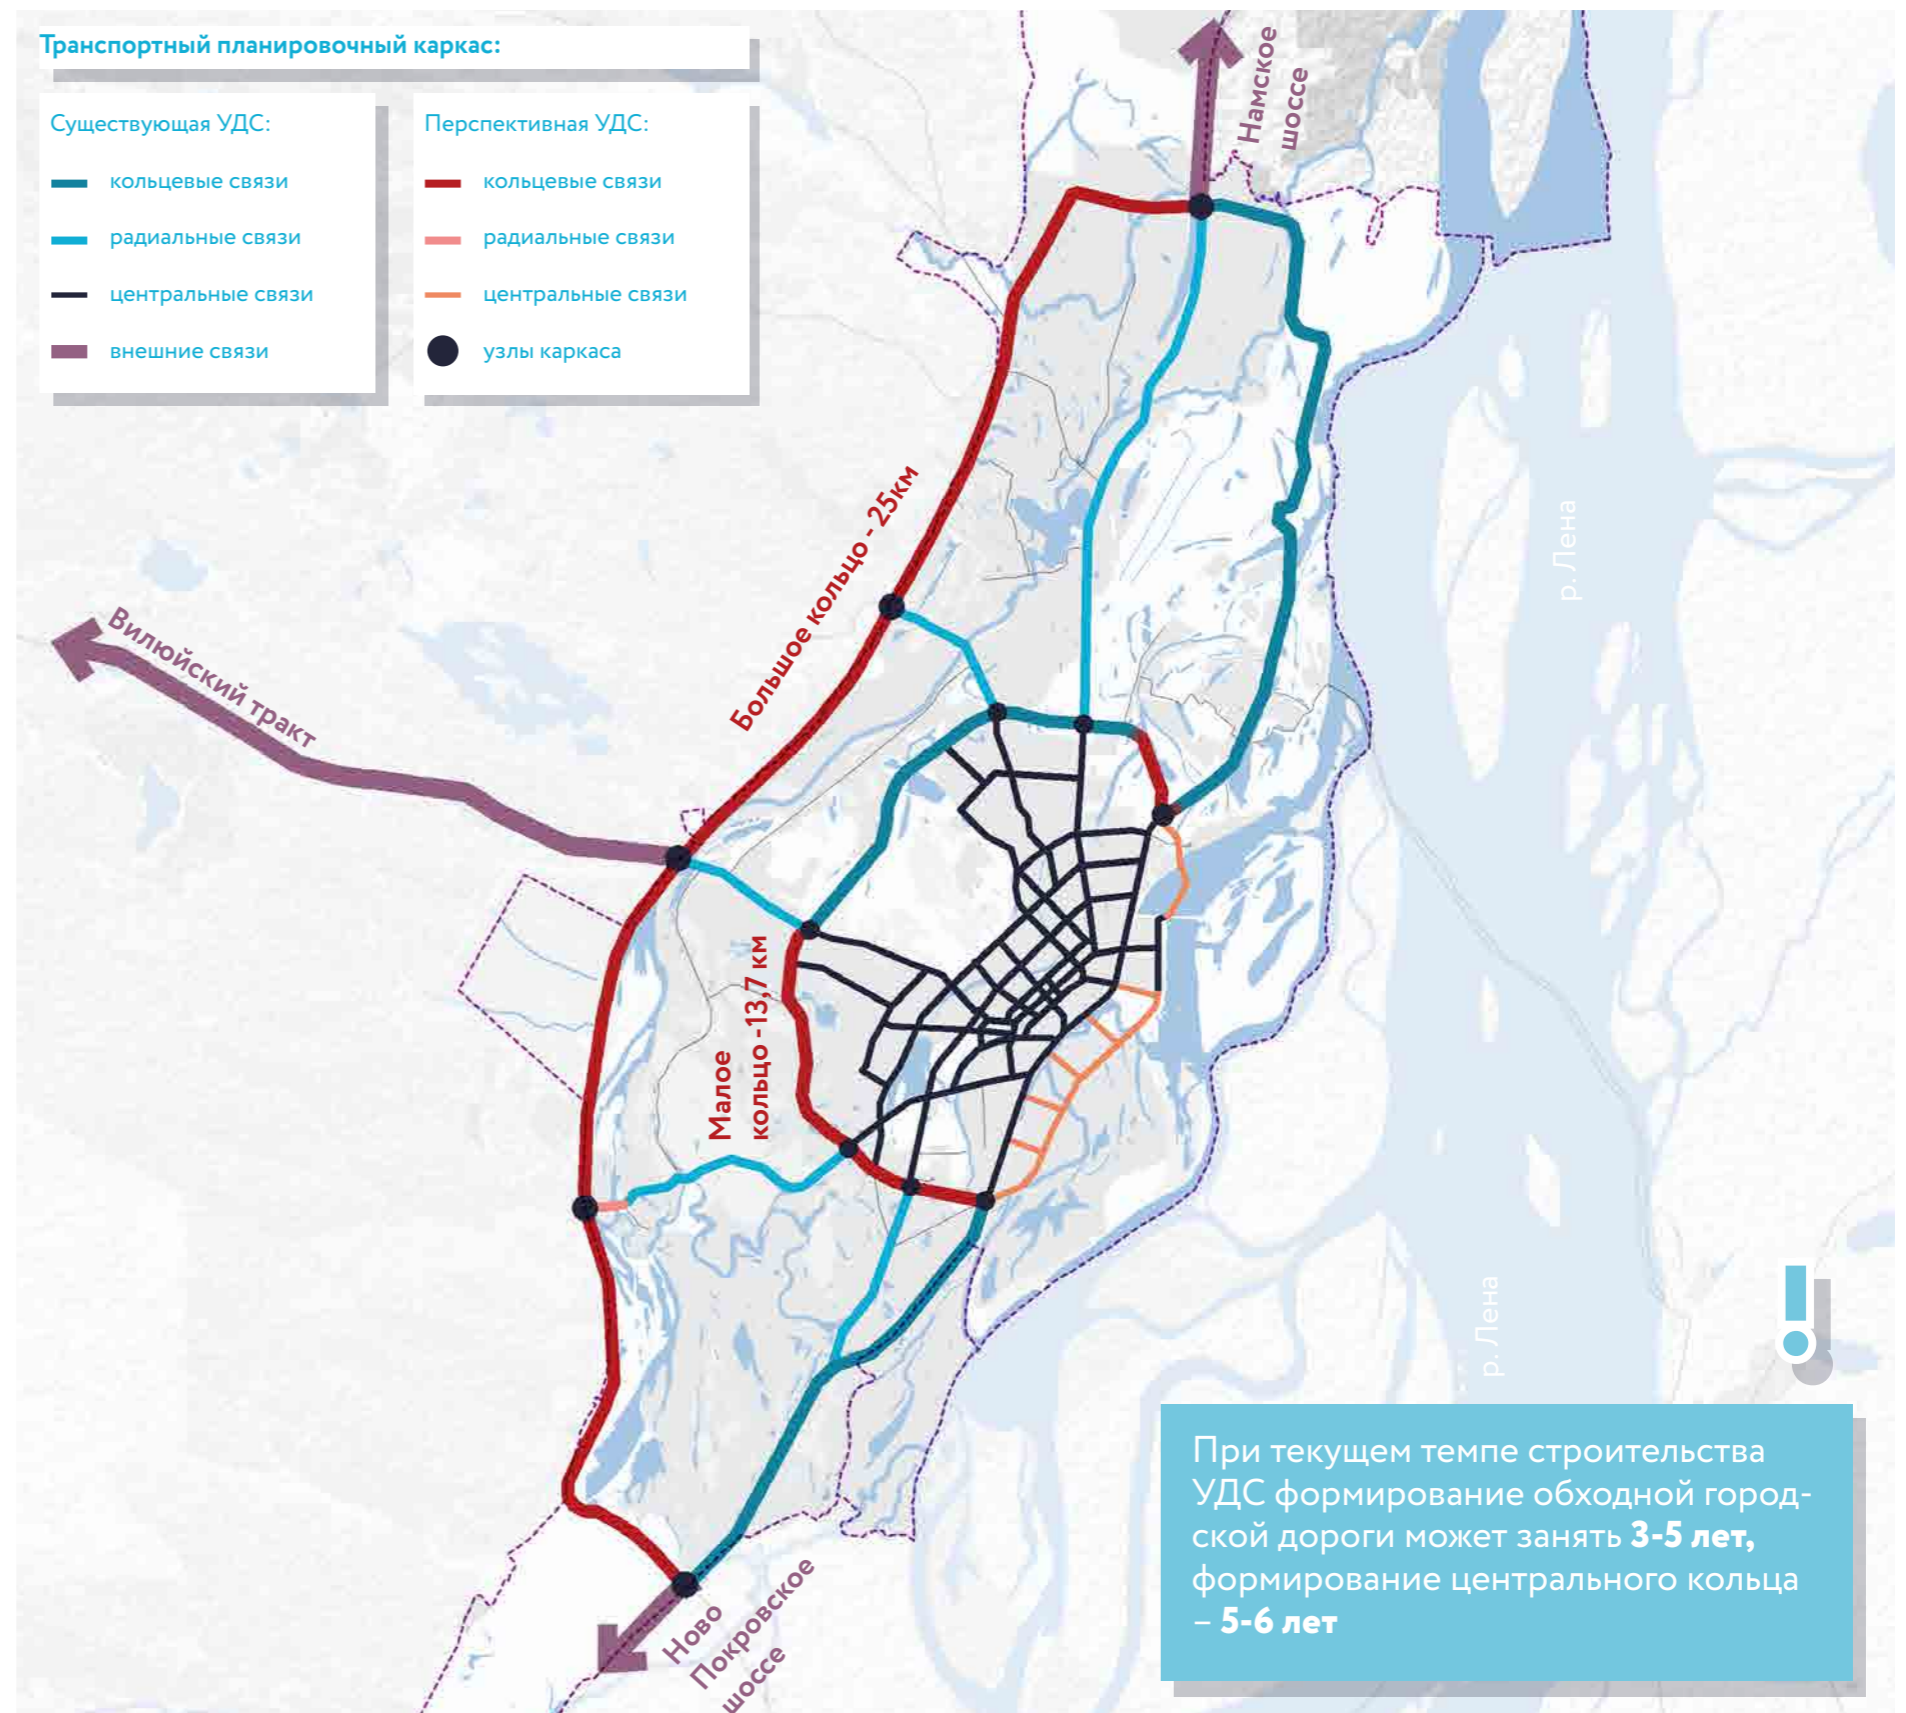 Транспортный планировочный каркас:
Существующая УДС:
кольцевые связи
радиальные связи
центральные связи
внешние связи
Перспективная УДС:
кольцевые связи
радиальные связи
центральные связи
узлы каркаса
Намское
шоссе
Большое кольцо - 25км
Вилюйский тракт
р. Лена
Малое
кольцо -13,7 км
р. Лена
Ново
Покровское
шоссе
При текущем темпе строительства
УДС формирование обходной город-
ской дороги может занять 3-5 лет,
формирование центрального кольца
– 5-6 лет